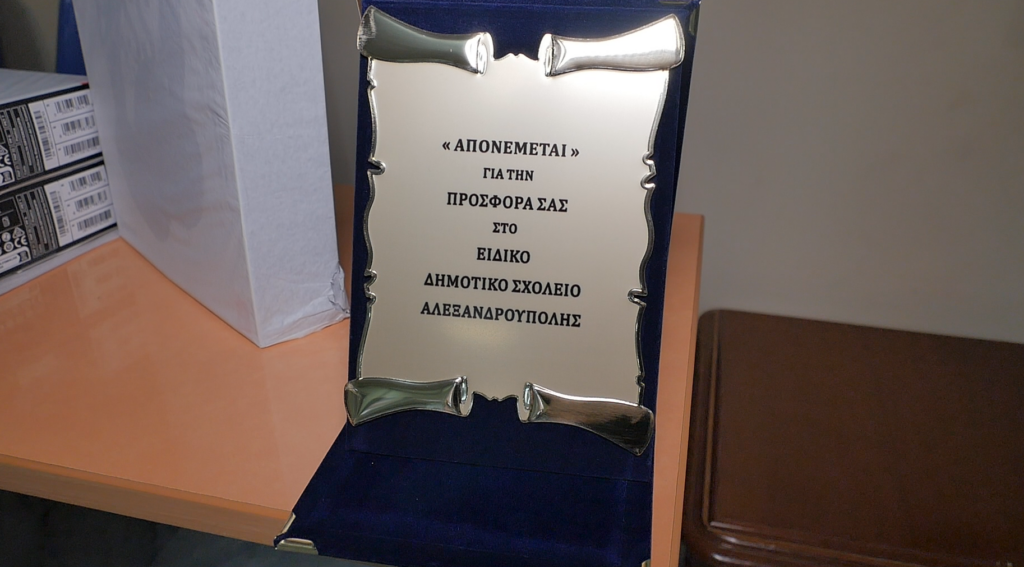 « ΑΠΟΝΕΜΕΤΑΙ »
ΓΙΑ ΤΗΝ
ΠΡΟΣΦΟΡΑ ΣΑΣ
ΣΤΟ
ΕΙΔΙΚΟ
ΔΗΜΟΤΙΚΟ ΣΧΟΛΕΙΟ
ΑΛΕΞΑΝΔΡΟΥΠΟΛΗΣ